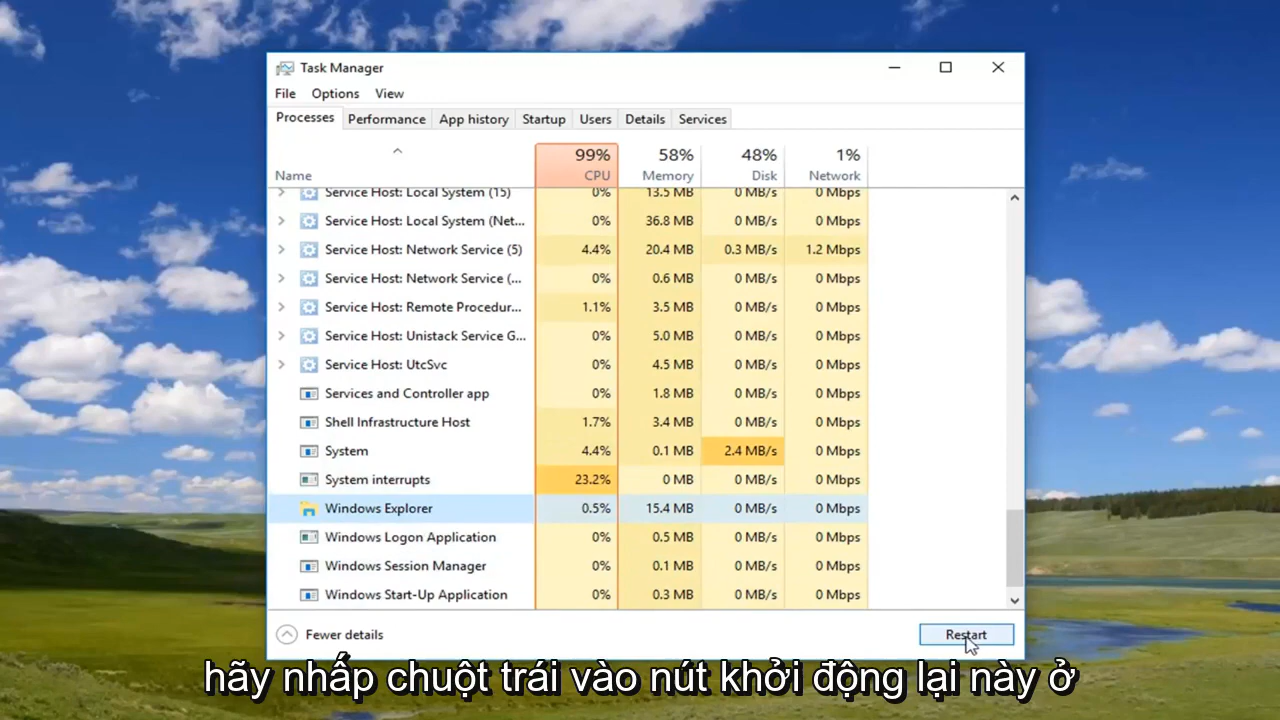 Task Manager
File Options View
Processes Performance App history Startup Users Details Services
99% 58% 48% 1%
Name CPU Memory Disk Network
Service Host: Local System (15) 0% 13.5 MB 0 MB/s 0 Mbps
Service Host: Local System (Net... 0% 36.8 MB 0 MB/s 0 Mbps
Service Host: Network Service (5) 4.4% 20.4 MB 0.3 MB/s 1.2 Mbps
Service Host: Network Service (... 0% 0.6 MB 0 MB/s 0 Mbps
Service Host: Remote Procedur... 1.1% 3.5 MB 0 MB/s 0 Mbps
Service Host: Unistack Service G... 0% 5.0 MB 0 MB/s 0 Mbps
Service Host: UtcSvc 0% 4.5 MB 0 MB/s 0 Mbps
Services and Controller app 0% 1.8 MB 0 MB/s 0 Mbps
Shell Infrastructure Host 1.7% 3.4 MB 0 MB/s 0 Mbps
System 4.4% 0.1 MB 2.4 MB/s 0 Mbps
System interrupts 23.2% 0 MB 0 MB/s 0 Mbps
Windows Explorer 0.5% 15.4 MB 0 MB/s 0 Mbps
Windows Logon Application 0% 0.5 MB 0 MB/s 0 Mbps
Windows Session Manager 0% 0.1 MB 0 MB/s 0 Mbps
Windows Start-Up Application 0% 0.3 MB 0 MB/s 0 Mbps
Fewer details Restart
hãy nhấp chuột trái vào nút khởi động lại này ở